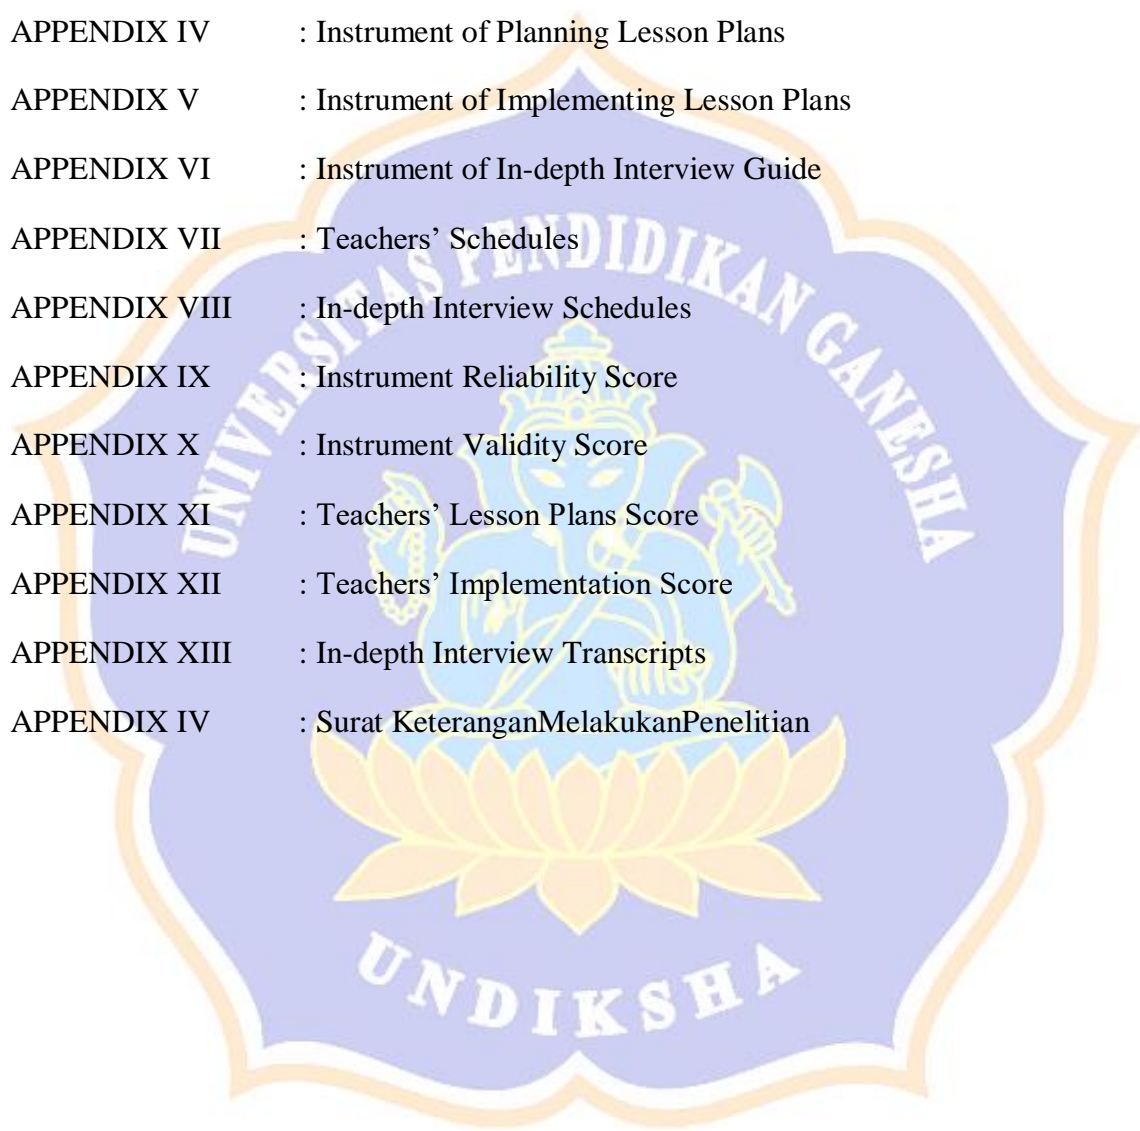 APPENDIX IV : Instrument of Planning Lesson Plans
APPENDIX V : Instrument of Implementing Lesson Plans
APPENDIX VI : Instrument of In-depth Interview Guide
APPENDIX VII : Teachers’ Schedules
APPENDIX VIII : In-depth Interview Schedules
APPENDIX IX : Instrument Reliability Score
APPENDIX X : Instrument Validity Score
APPENDIX XI : Teachers’ Lesson Plans Score
APPENDIX XII : Teachers’ Implementation Score
APPENDIX XIII : In-depth Interview Transcripts
APPENDIX IV : Surat KeteranganMelakukanPenelitian
UNIVERSITAS PENDIDIKAN GANESHA
UNDIKSHA